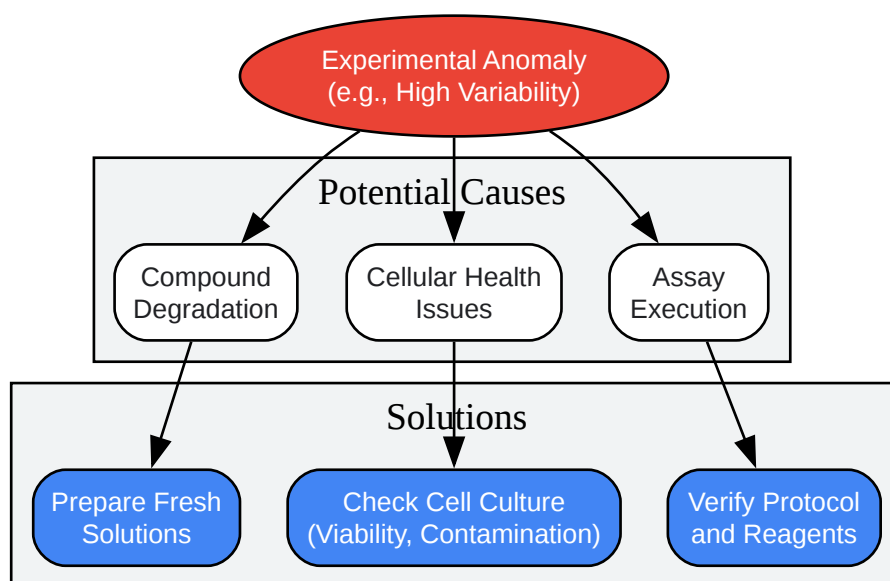 Experimental Anomaly
(e.g., High Variability)
Potential Causes
Compound
Degradation
Cellular Health
Issues
Assay
Execution
Solutions
Prepare Fresh
Solutions
Check Cell Culture
(Viability, Contamination)
Verify Protocol
and Reagents